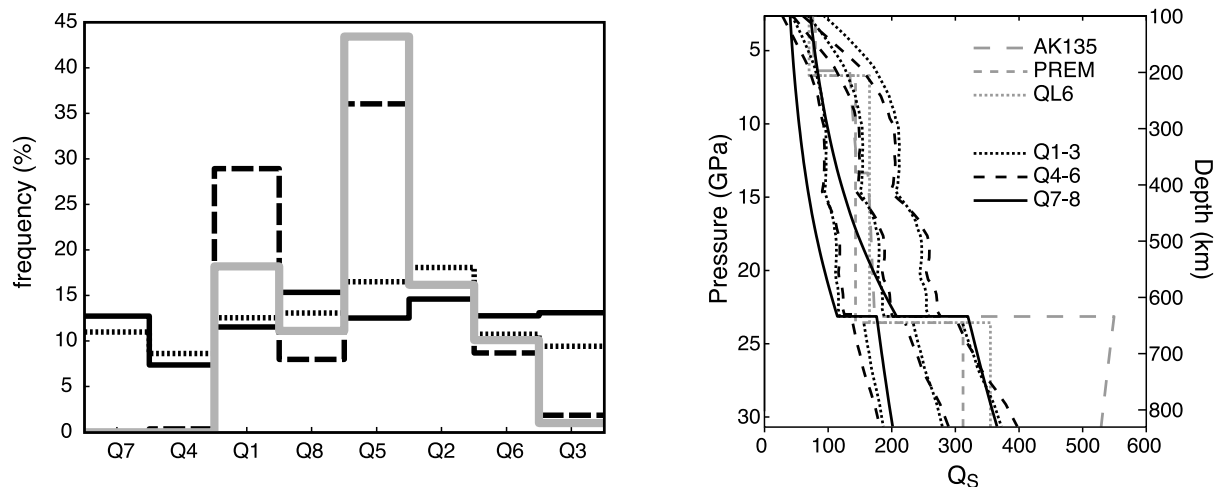 45
40
35
30
25
20
15
10
5
0
frequency (%)
Q7 Q4 Q1 Q8 Q5 Q2 Q6 Q3
5
10
15
20
25
30
Pressure (GPa)
0 100 200 300 400 500 600
Q_S
100
200
300
400
500
600
700
800
Depth (km)
AK135
PREM
QL6
Q1-3
Q4-6
Q7-8